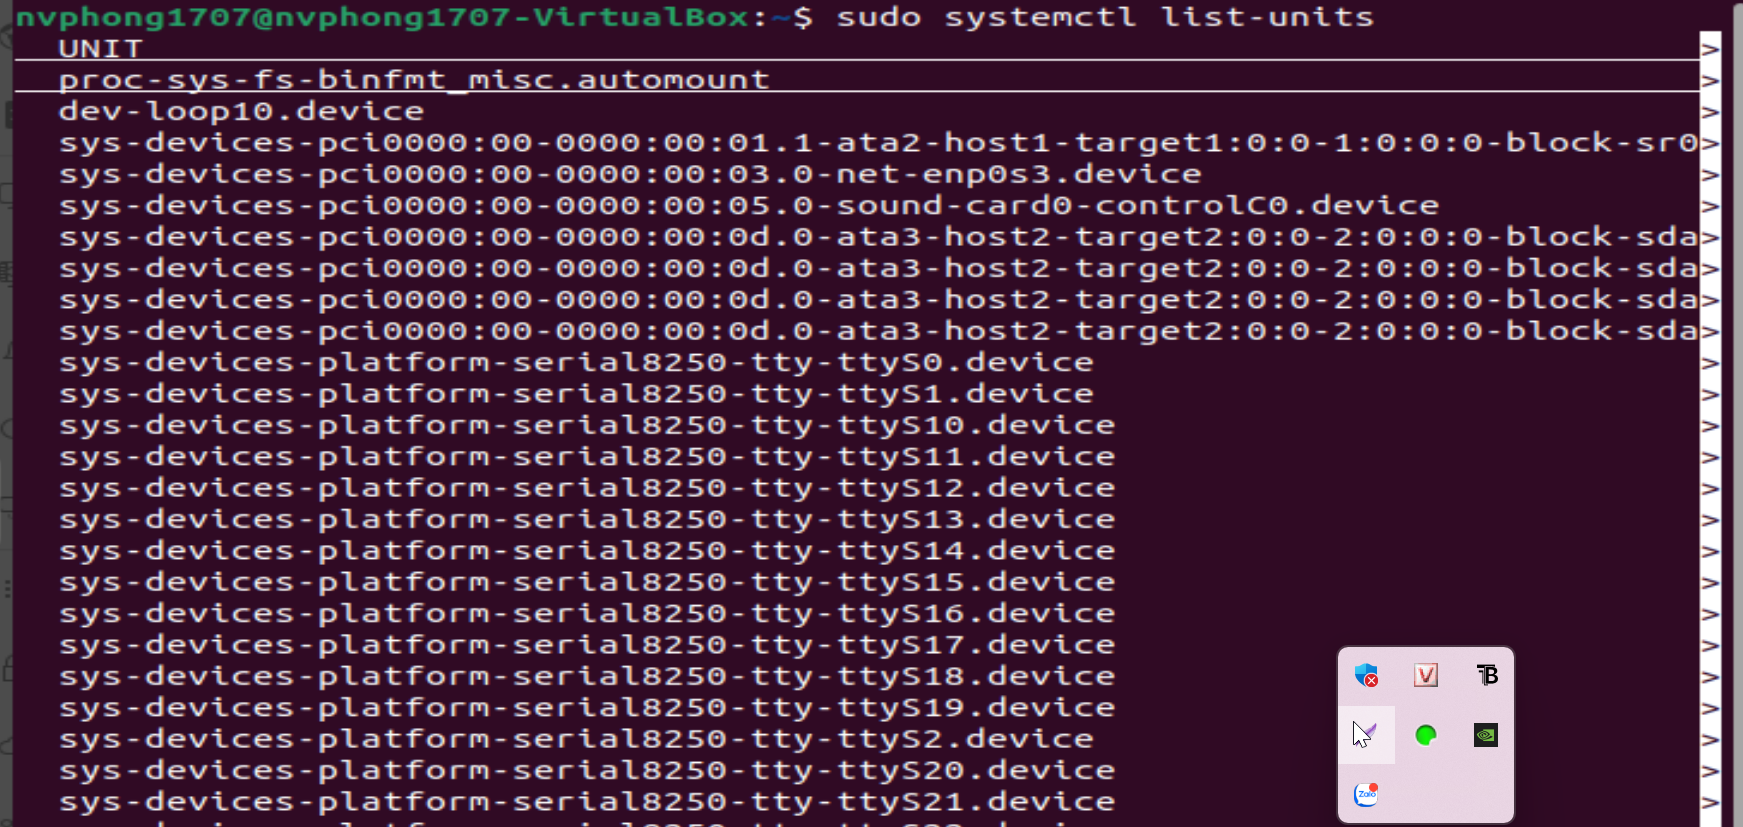 nvphong1707@nvphong1707-VirtualBox:~$ sudo systemctl list-units
UNIT >
proc-sys-fs-binfmt_misc.automount >
dev-loop10.device >
sys-devices-pci0000:00-0000:00:01.1-ata2-host1-target1:0:0-1:0:0:0-block-sr0>
sys-devices-pci0000:00-0000:00:03.0-net-enp0s3.device >
sys-devices-pci0000:00-0000:00:05.0-sound-card0-controlC0.device >
sys-devices-pci0000:00-0000:00:0d.0-ata3-host2-target2:0:0-2:0:0:0-block-sda>
sys-devices-pci0000:00-0000:00:0d.0-ata3-host2-target2:0:0-2:0:0:0-block-sda>
sys-devices-pci0000:00-0000:00:0d.0-ata3-host2-target2:0:0-2:0:0:0-block-sda>
sys-devices-pci0000:00-0000:00:0d.0-ata3-host2-target2:0:0-2:0:0:0-block-sda>
sys-devices-platform-serial8250-tty-ttyS0.device >
sys-devices-platform-serial8250-tty-ttyS1.device >
sys-devices-platform-serial8250-tty-ttyS10.device >
sys-devices-platform-serial8250-tty-ttyS11.device >
sys-devices-platform-serial8250-tty-ttyS12.device >
sys-devices-platform-serial8250-tty-ttyS13.device >
sys-devices-platform-serial8250-tty-ttyS14.device >
sys-devices-platform-serial8250-tty-ttyS15.device >
sys-devices-platform-serial8250-tty-ttyS16.device >
sys-devices-platform-serial8250-tty-ttyS17.device >
sys-devices-platform-serial8250-tty-ttyS18.device >
sys-devices-platform-serial8250-tty-ttyS19.device >
sys-devices-platform-serial8250-tty-ttyS2.device >
sys-devices-platform-serial8250-tty-ttyS20.device >
sys-devices-platform-serial8250-tty-ttyS21.device >
V
Zalo